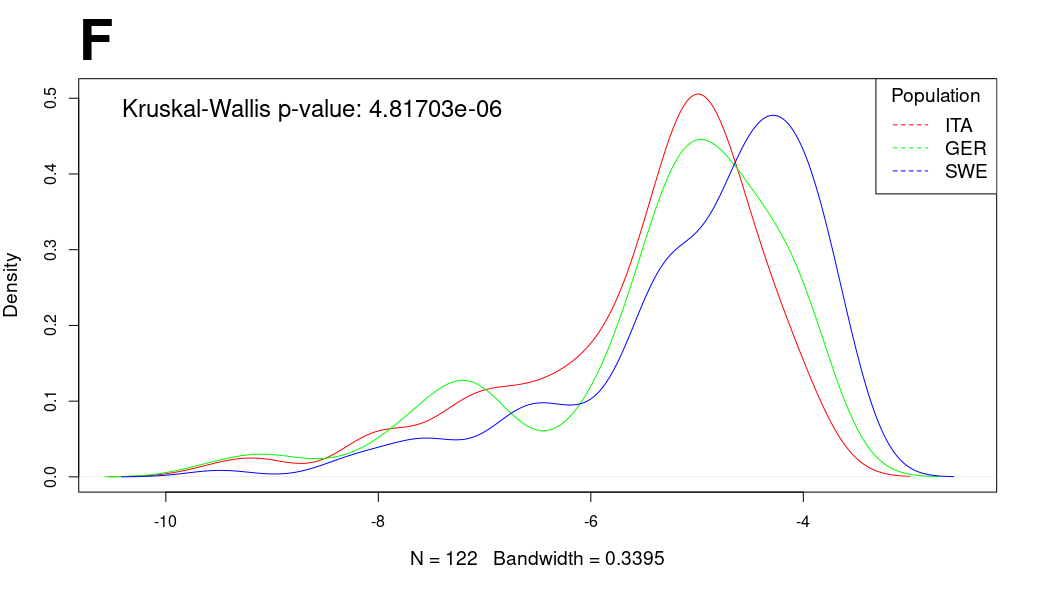 F
Kruskal-Wallis p-value: 4.81703e-06
Population
ITA
GER
SWE
Density
0.5
0.4
0.3
0.2
0.1
0.0
-10 -8 -6 -4
N = 122 Bandwidth = 0.3395